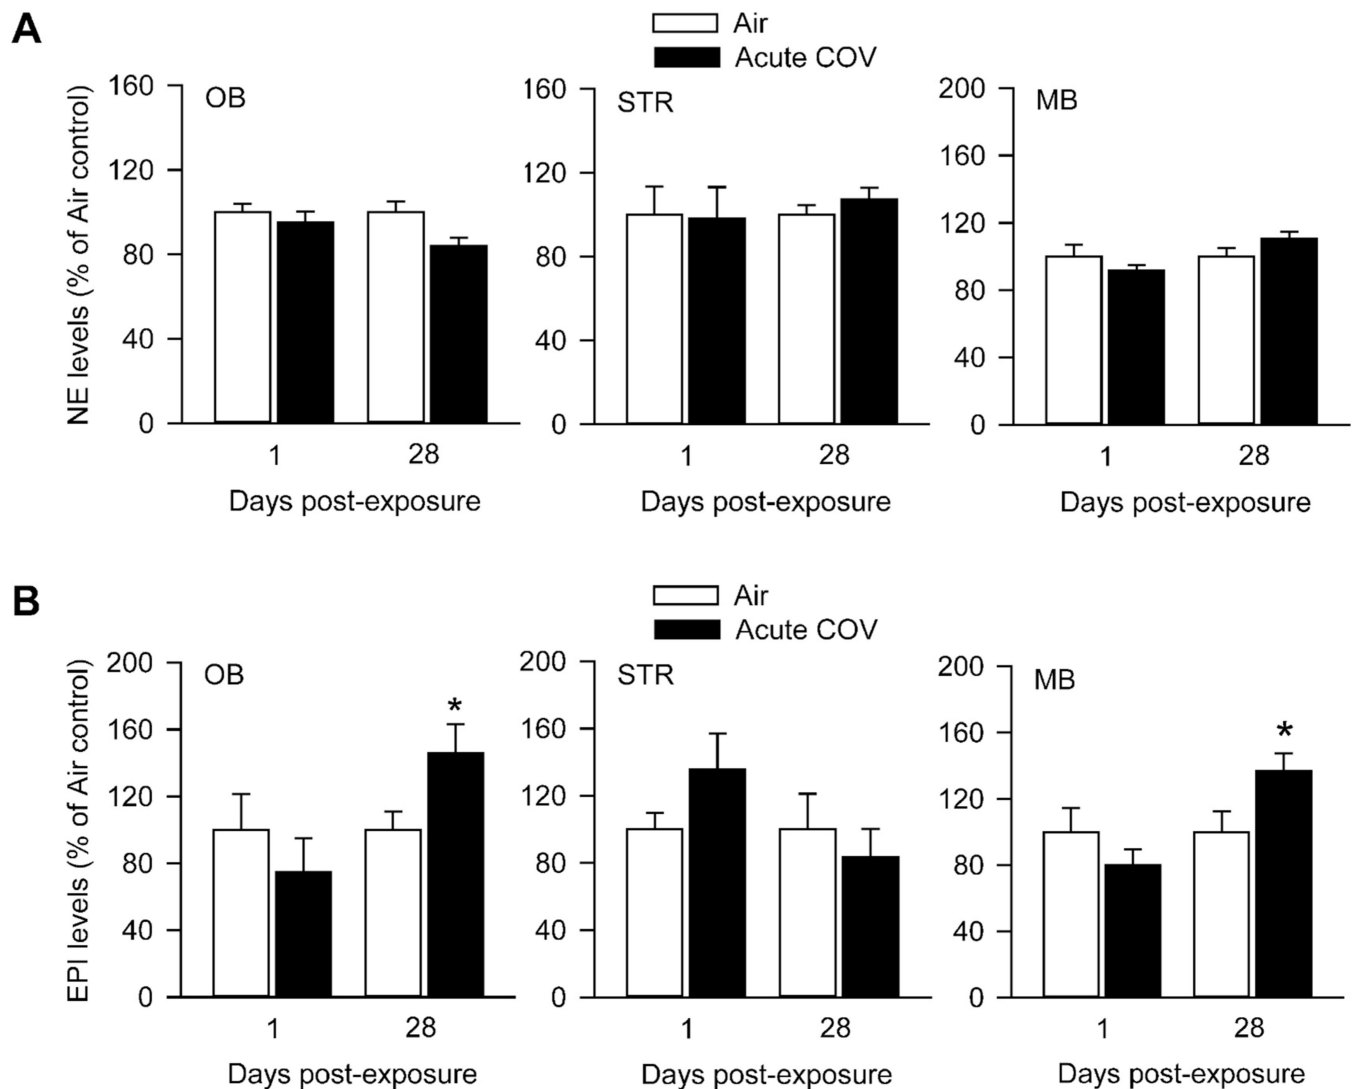 A
Air
Acute COV
NE levels (% of Air control)
OB
160
120
80
40
0
1 28
Days post-exposure
STR
160
120
80
40
0
1 28
Days post-exposure
MB
200
160
120
80
40
0
1 28
Days post-exposure
B
Air
Acute COV
EPI levels (% of Air control)
OB
200
160
120
80
40
0
*
1 28
Days post-exposure
STR
200
160
120
80
40
0
1 28
Days post-exposure
MB
200
160
120
80
40
0
*
1 28
Days post-exposure